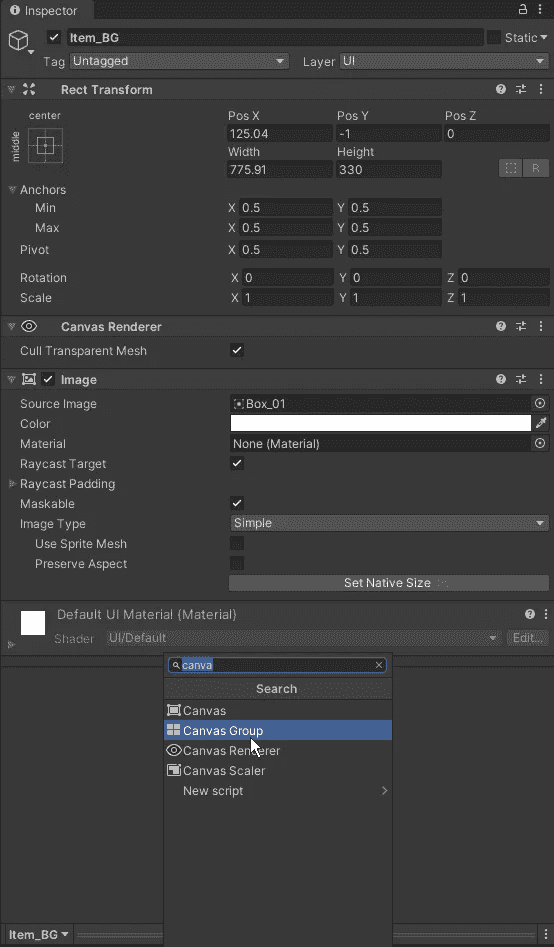 Inspector
Item_BG Static
Tag Untagged Layer UI
Rect Transform
center
middle
Pos X Pos Y Pos Z
125.04 -1 0
Width Height
775.91 330
R
Anchors
Min X 0.5 Y 0.5
Max X 0.5 Y 0.5
Pivot X 0.5 Y 0.5
Rotation X 0 Y 0 Z 0
Scale X 1 Y 1 Z 1
Canvas Renderer
Cull Transparent Mesh
Image
Source Image Box_01
Color
Material None (Material)
Raycast Target
Raycast Padding
Maskable
Image Type Simple
Use Sprite Mesh
Preserve Aspect
Set Native Size
Default UI Material (Material)
Shader UI/Default Edit...
canva
Search
Canvas
Canvas Group
Canvas Renderer
Canvas Scaler
New script
Item_BG